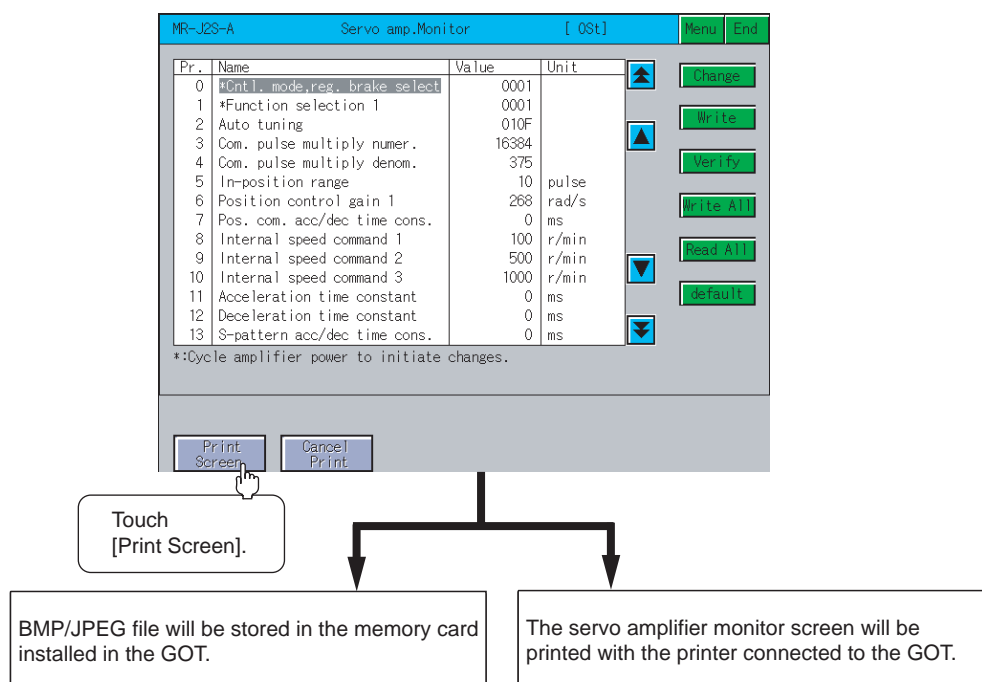 MR-J2S-A Servo amp.Monitor [ OSt] Menu End
Pr. Name Value Unit
0 *Cntl. mode,reg. brake select 0001
1 *Function selection 1 0001
2 Auto tuning 010F
3 Com. pulse multiply numer. 16384
4 Com. pulse multiply denom. 375
5 In-position range 10 pulse
6 Position control gain 1 268 rad/s
7 Pos. com. acc/dec time cons. 0 ms
8 Internal speed command 1 100 r/min
9 Internal speed command 2 500 r/min
10 Internal speed command 3 1000 r/min
11 Acceleration time constant 0 ms
12 Deceleration time constant 0 ms
13 S-pattern acc/dec time cons. 0 ms
*:Cycle amplifier power to initiate changes.
Change
Write
Verify
Write All
Read All
default
Print
Screen
Cancel
Print
Touch
[Print Screen].
BMP/JPEG file will be stored in the memory card
installed in the GOT.
The servo amplifier monitor screen will be
printed with the printer connected to the GOT.